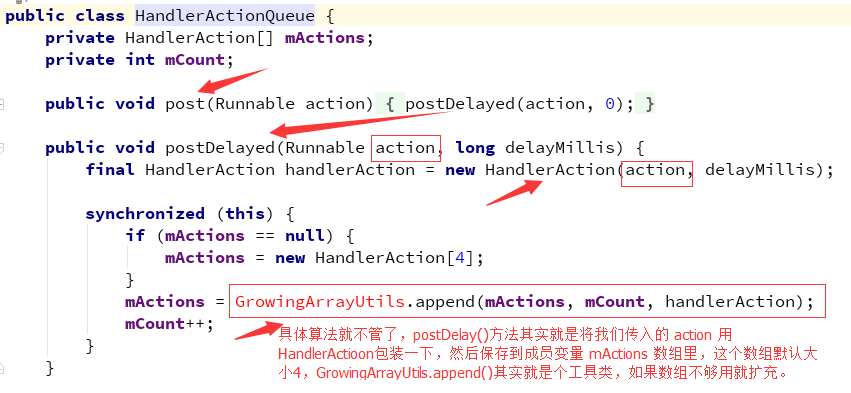 public class HandlerActionQueue {
private HandlerAction[] mActions;
private int mCount;
public void post(Runnable action) { postDelayed(action, 0); }
public void postDelayed(Runnable action, long delayMillis) {
final HandlerAction handlerAction = new HandlerAction(action, delayMillis);
synchronized (this) {
if (mActions == null) {
mActions = new HandlerAction[4];
}
mActions = GrowingArrayUtils.append(mActions, mCount, handlerAction);
mCount++;
具体算法就不管了，postDelay()方法其实就是将我们传入的 action 用
HandlerActioon包装一下，然后保存到成员变量 mActions 数组里，这个数组默认大
小4，GrowingArrayUtils.append()其实就是个工具类，如果数组不够用就扩充。
}
}